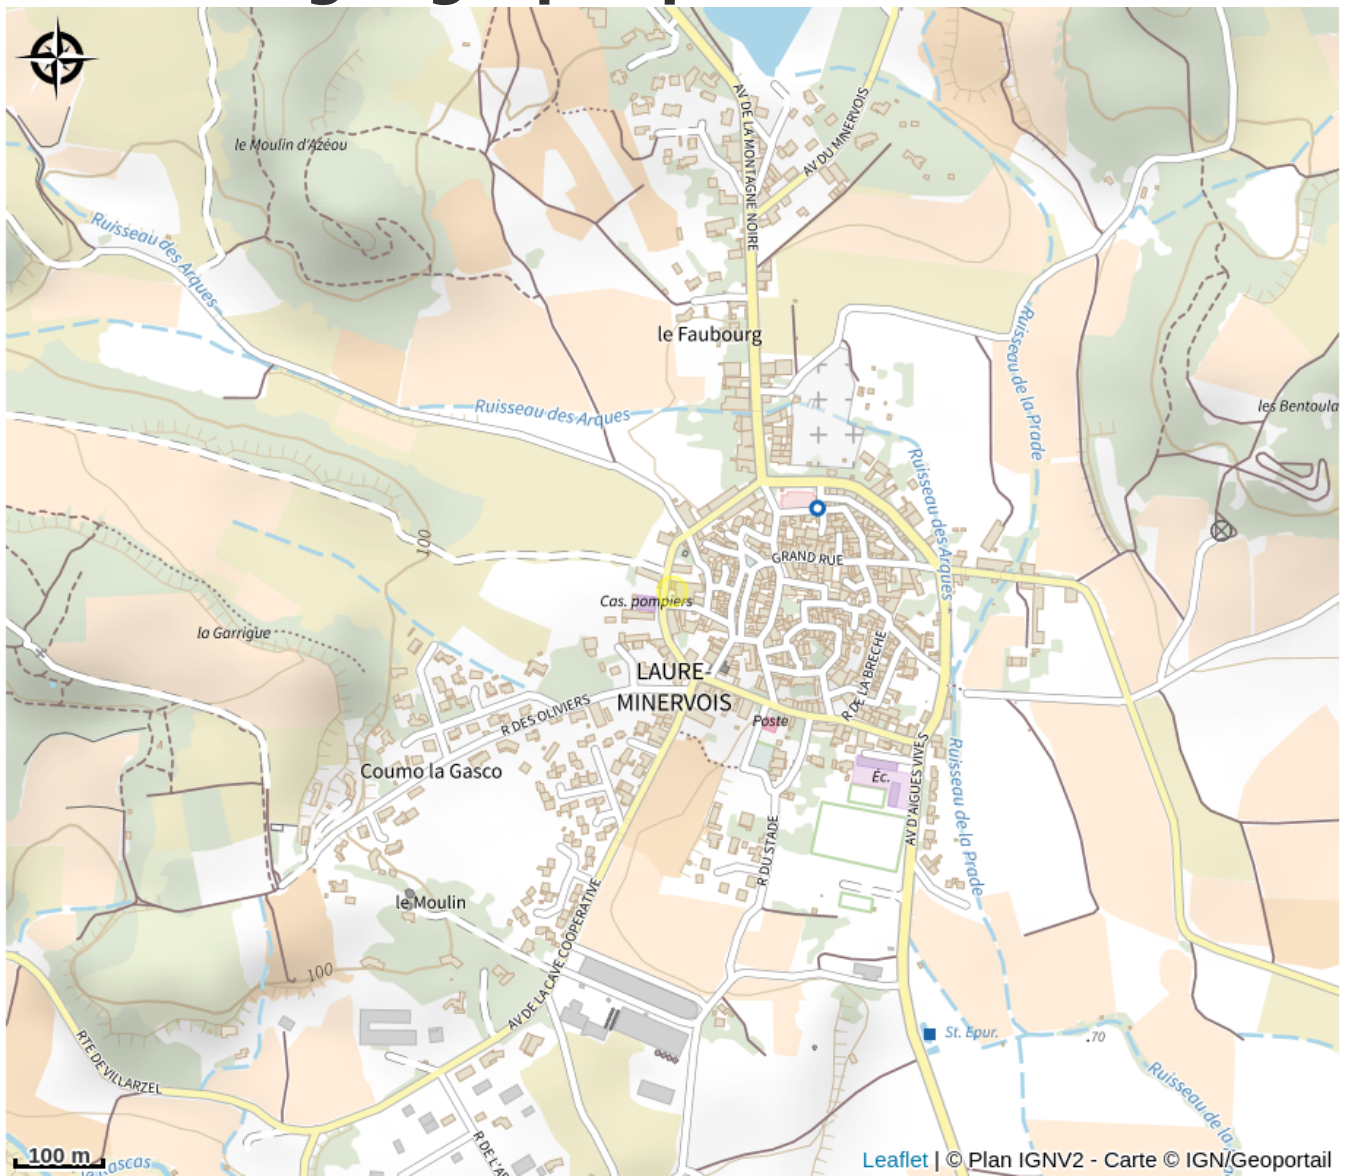 AV DE LA MONTAGNE NOIRE
AV DU MINERVOIS
le Moulin d'Azéou
Ruisseau des Arques
Ruisseau de la Prade
le Faubourg
Ruisseau des Arques
les Bentoula
Ruisseau des Arques
100
GRAND RUE
Cas. pompiers
la Garrigue
R DE LA BRECHE
LAURE-
MINERVOIS
R DES OLIVIERS
Poste
Coumo la Gasco
Éc.
AV D'AIGUES VIVES
Ruisseau de la Prade
R DU STADE
le Moulin
AV DE LA CAVE COOPERATIVE
100
St. Epur.
.70
RTE DE VILLARZEL
Ruisseau de la
100 m
Rascas
Leaflet | © Plan IGNV2 - Carte © IGN/Geoportail